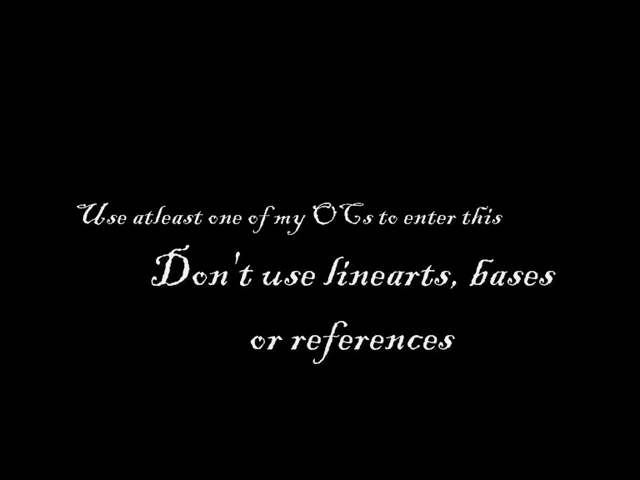 Use atleast one of my OCs to enter this
Don't use linearts, bases
or references